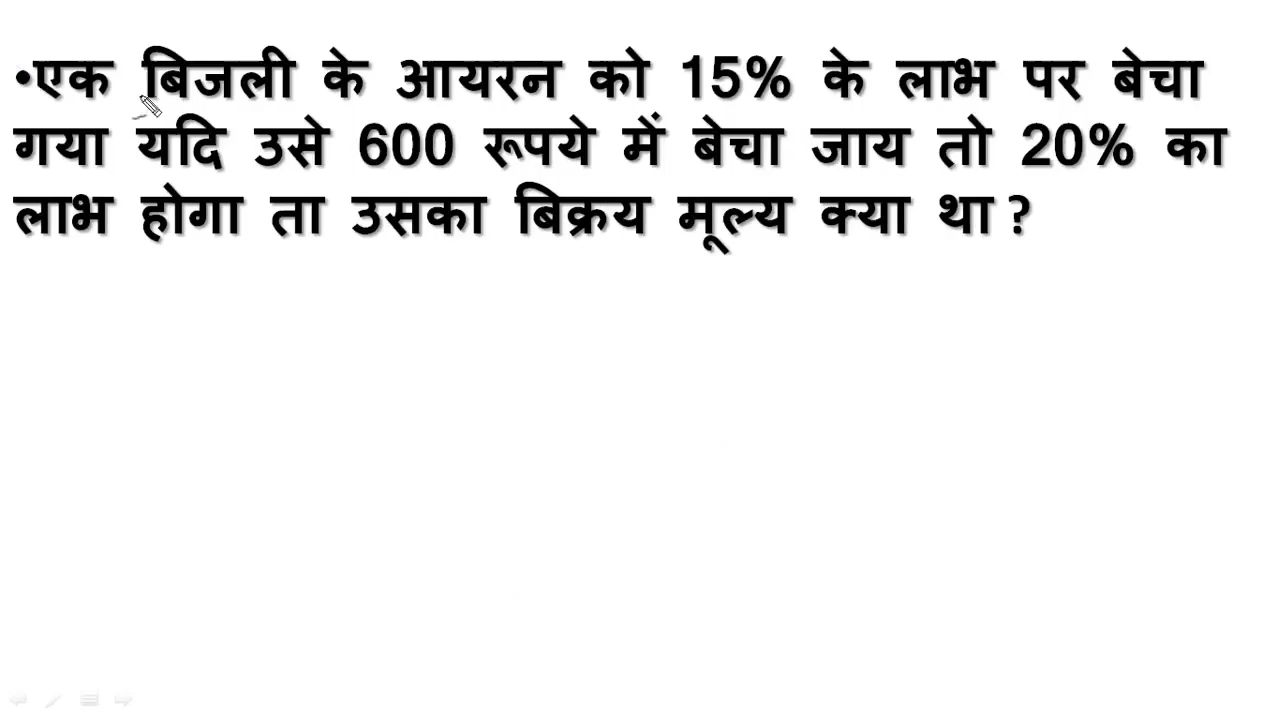 •एक बिजली के आयरन को 15% के लाभ पर बेचा
गया यदि उसे 600 रूपये में बेचा जाय तो 20% का
लाभ होगा ता उसका बिक्रय मूल्य क्या था?